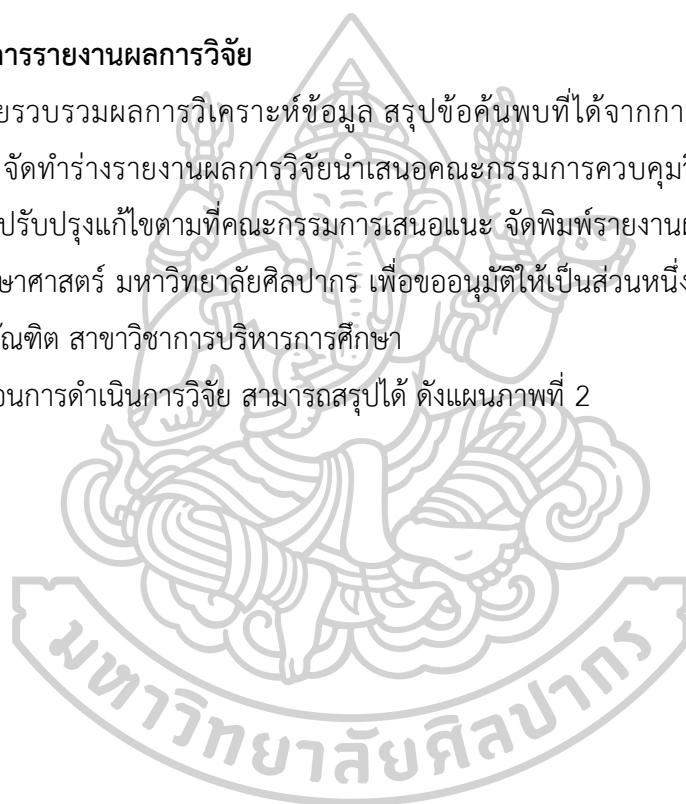 การรายงานผลการวิจัย
ยรวบรวมผลการวิเคราะห์ข้อมูล สรุปข้อค้นพบที่ได้จากกา
จัดทำร่างรายงานผลการวิจัยนำเสนอคณะกรรมการควบคุมวิ
ปรับปรุงแก้ไขตามที่คณะกรรมการเสนอแนะ จัดพิมพ์รายงานผ
ษาศาสตร์ มหาวิทยาลัยศิลปากร เพื่อขออนุมัติให้เป็นส่วนหนึ่ง
ัณฑิต สาขาวิชาการบริหารการศึกษา
อนการดำเนินการวิจัย สามารถสรุปได้ ดังแผนภาพที่ 2
มหาวิทยาลัยศิลปากร